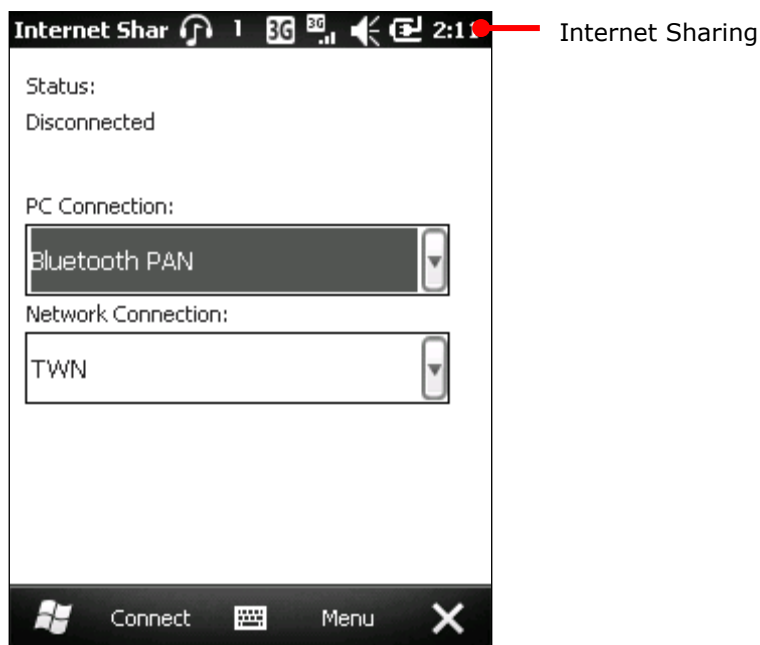 Internet Shar 1 3G 3G 2:11
Internet Sharing
Status:
Disconnected
PC Connection:
Bluetooth PAN
Network Connection:
TWN
Connect Menu